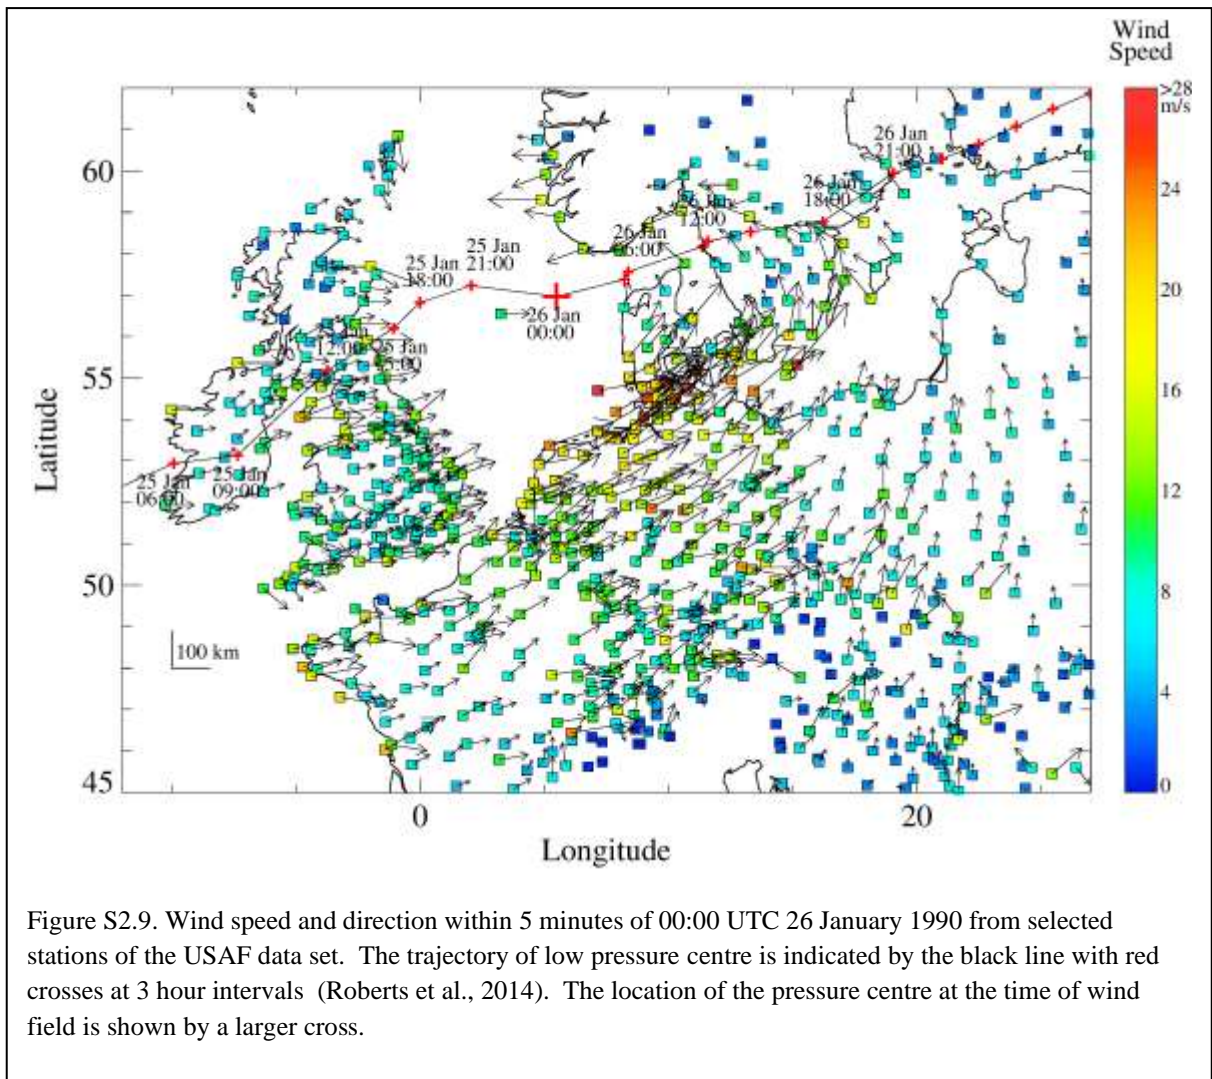 Wind
Speed
>28
m/s
24
20
16
12
8
4
0
60
55
50
45
Latitude
0
20
Longitude
100 km
25 Jan
06:00
25 Jan
09:00
12:00
25 Jan
18:00
25 Jan
21:00
26 Jan
00:00
26 Jan
06:00
12:00
26 Jan
18:00
26 Jan
21:00
Figure S2.9. Wind speed and direction within 5 minutes of 00:00 UTC 26 January 1990 from selected
stations of the USAF data set. The trajectory of low pressure centre is indicated by the black line with red
crosses at 3 hour intervals (Roberts et al., 2014). The location of the pressure centre at the time of wind
field is shown by a larger cross.